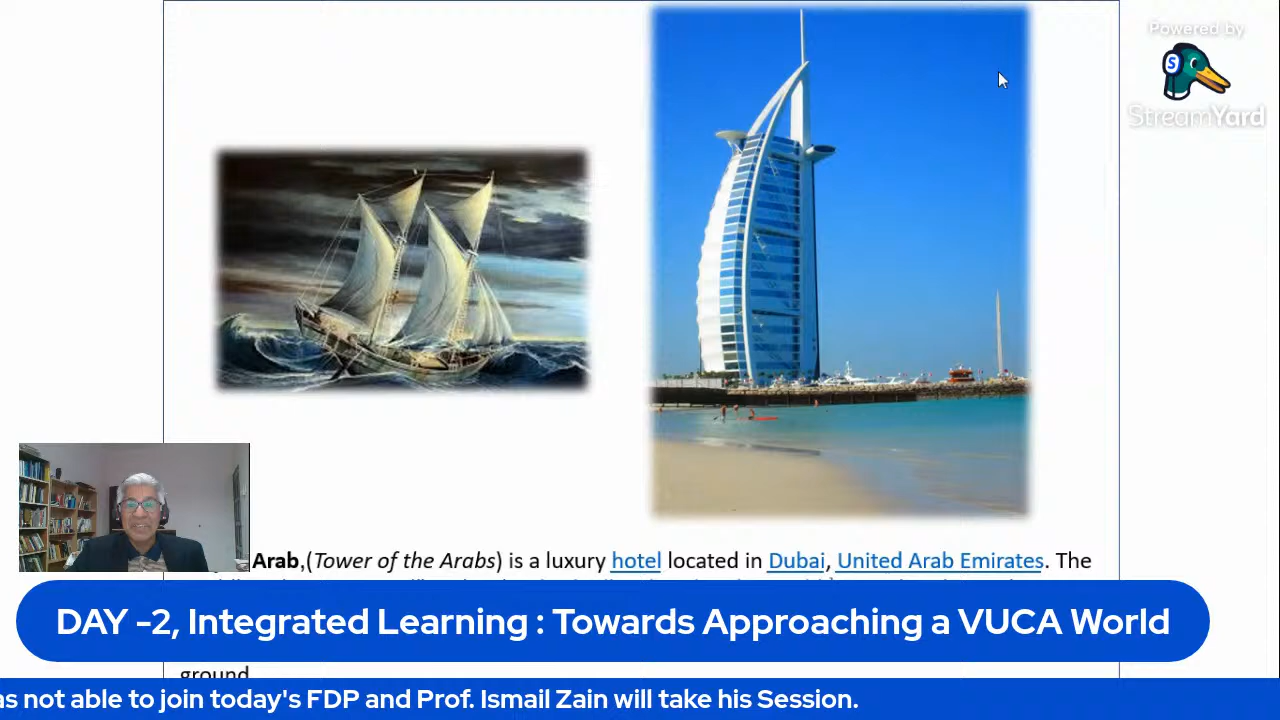 Powered by
StreamYard
Arab,(Tower of the Arabs) is a luxury hotel located in Dubai, United Arab Emirates. The
DAY -2, Integrated Learning : Towards Approaching a VUCA World
ground
as not able to join today's FDP and Prof. Ismail Zain will take his Session.